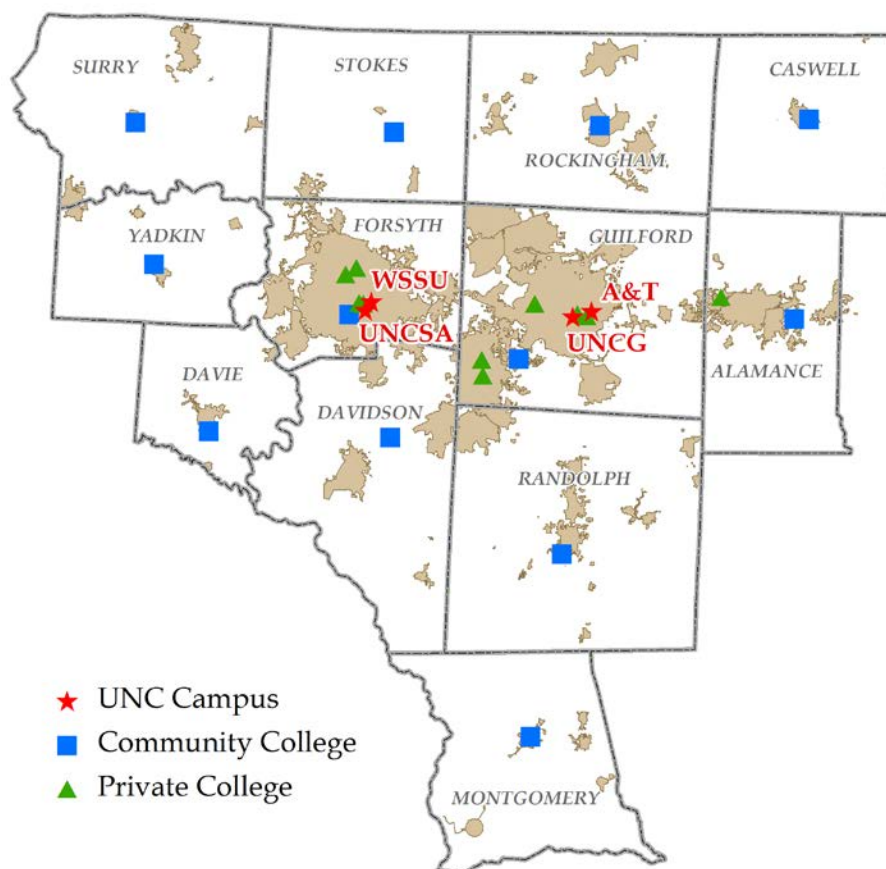 SURRY
STOKES
CASWELL
ROCKINGHAM
YADKIN
FORSYTH
GUILFORD
WSSU
A&T
UNCSA
UNCG
DAVIE
DAVIDSON
ALAMANCE
RANDOLPH
UNC Campus
Community College
Private College
MONTGOMERY